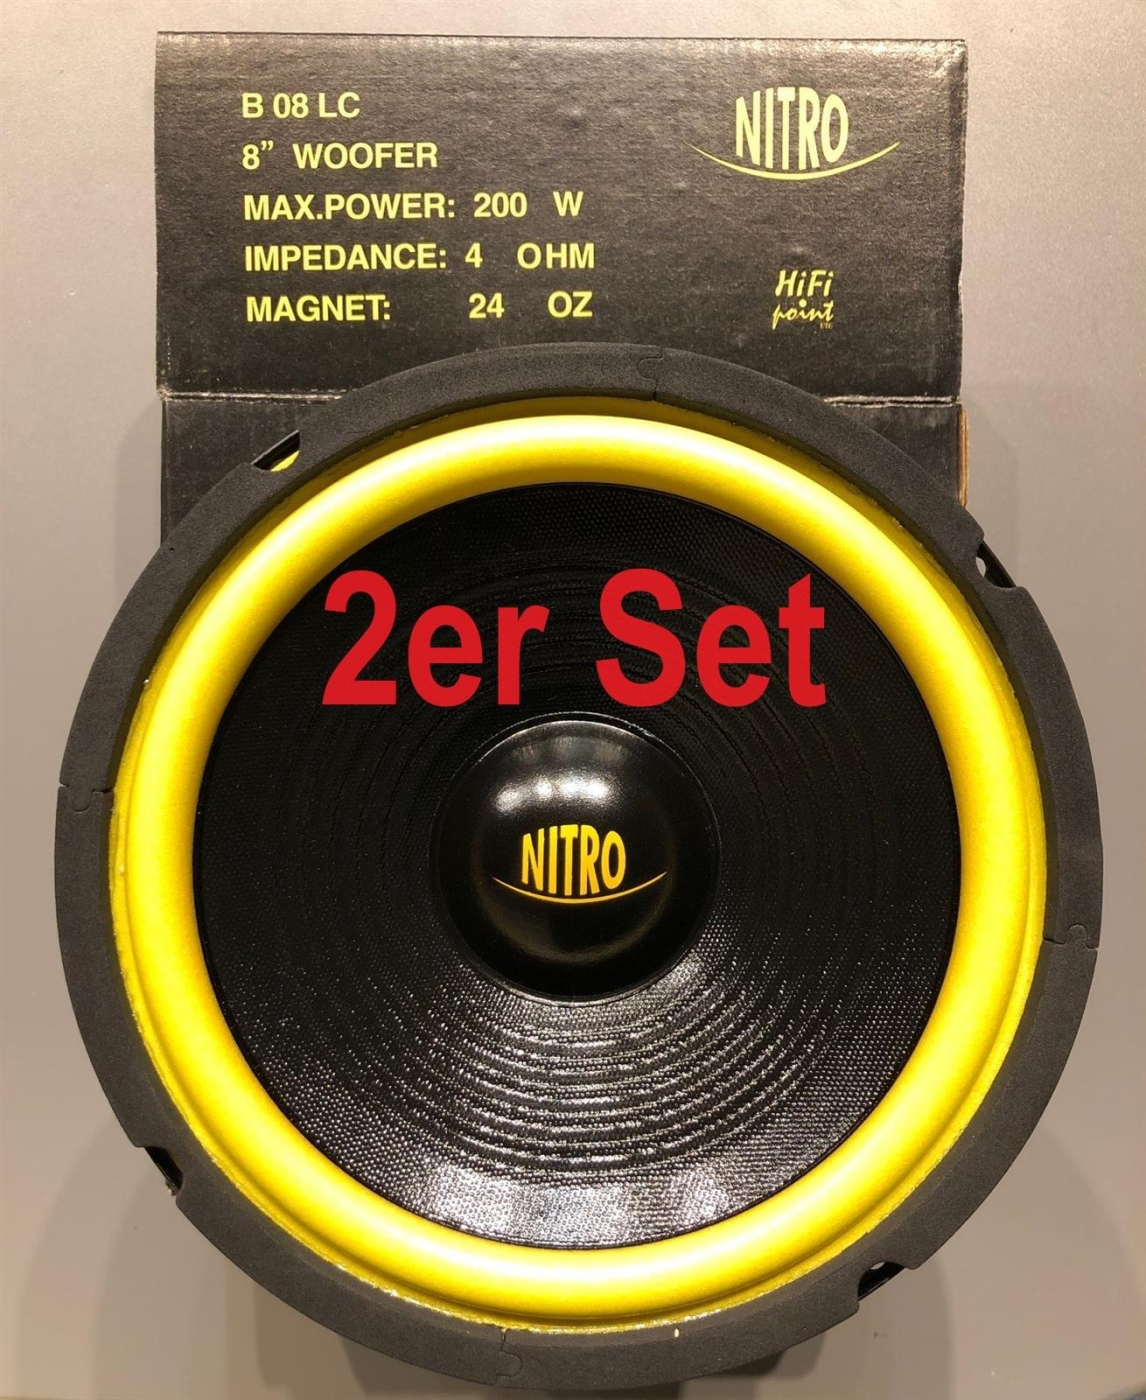 B 08 LC
8” WOOFER
MAX.POWER: 200 W
IMPEDANCE: 4 OHM
MAGNET: 24 OZ
NITRO
HiFi
point
2er Set
NITRO